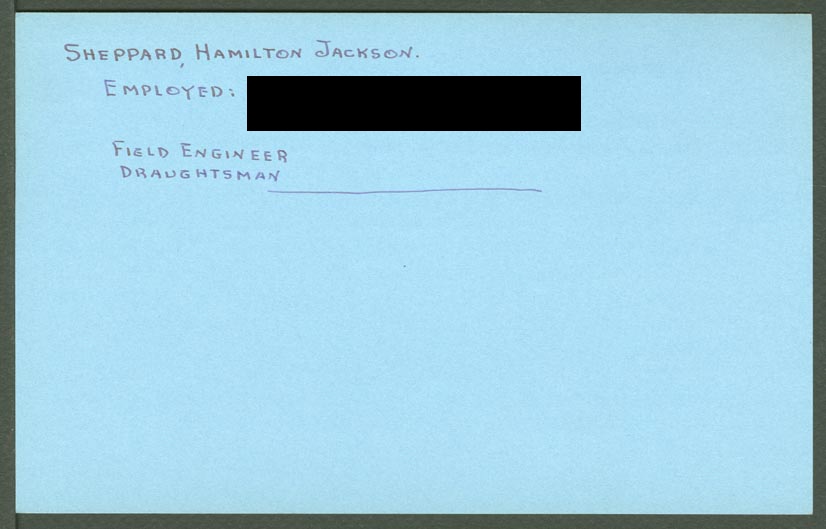 SHEPPARD, HAMILTON JACKSON.
EMPLOYED:
FIELD ENGINEER
DRAUGHTSMAN